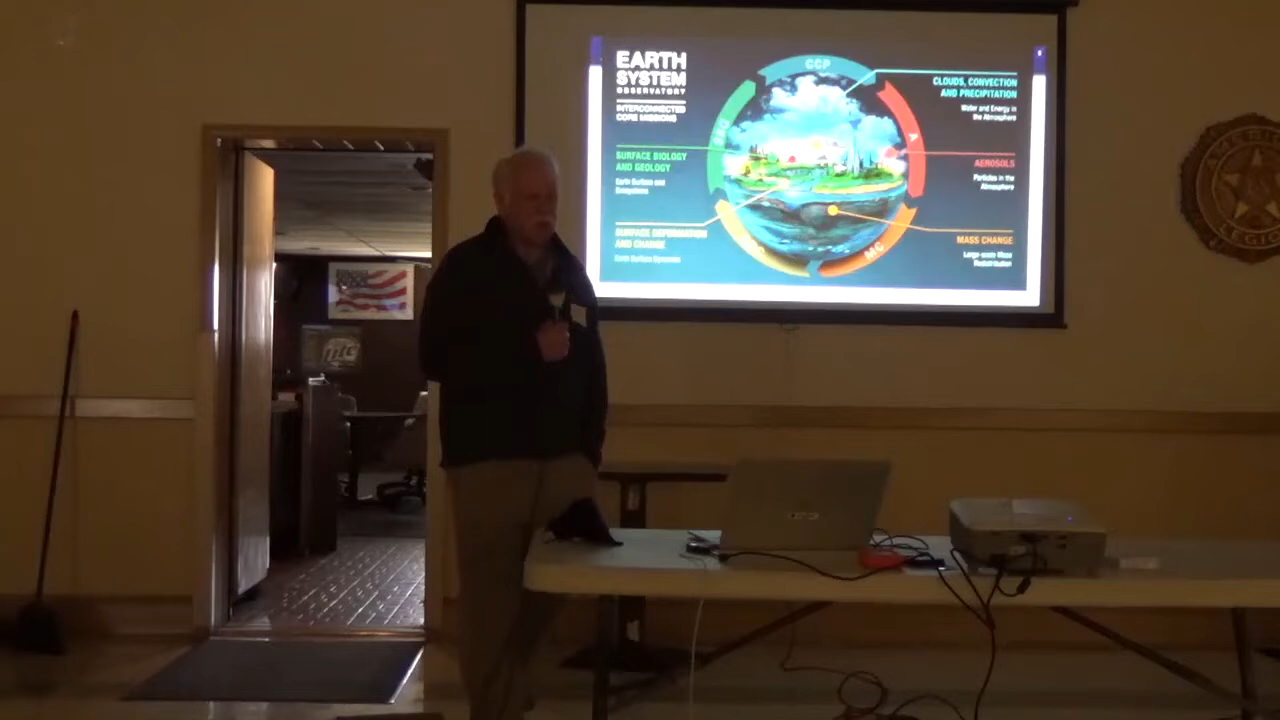 EARTH
SYSTEM
OBSERVATORY
INTERCONNECTED
CORE MISSIONS
SURFACE BIOLOGY
AND GEOLOGY
Earth Surface and
Ecosystems
SURFACE DEFORMATION
AND CHANGE
Earth Surface Dynamics
CCP
CLOUDS, CONVECTION
AND PRECIPITATION
Water and Energy in
the Atmosphere
A
AEROSOLS
Particles in the
Atmosphere
MASS CHANGE
Large-scale Mass
Redistribution
MC
AMERICAN
LEGION